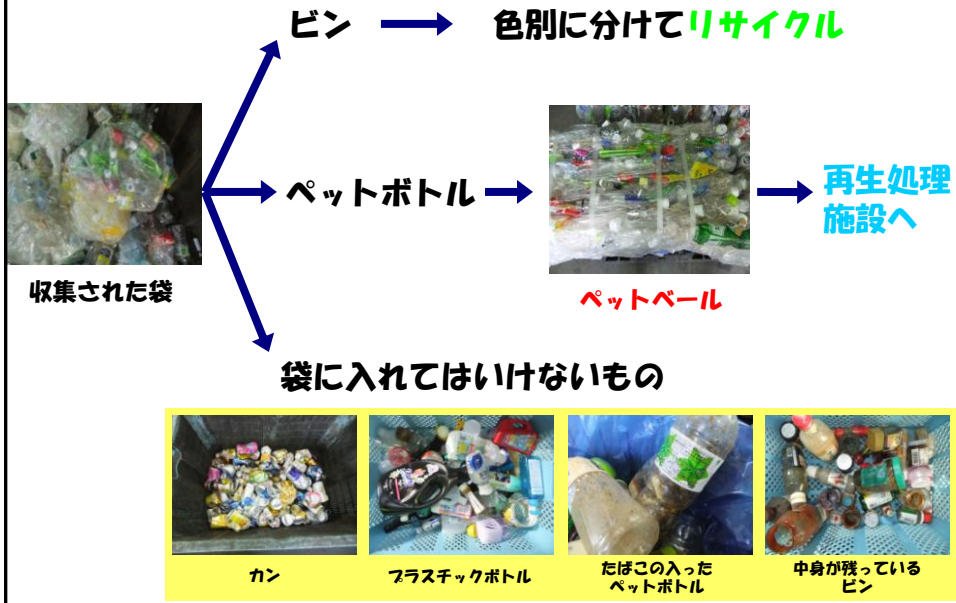 ビン
色別に分けてリサイクル
収集された袋
ペットボトル
ペットベール
再生処理
施設へ
袋に入れてはいけないもの
カン
プラスチックボトル
たばこの入った
ペットボトル
中身が残っている
ビン